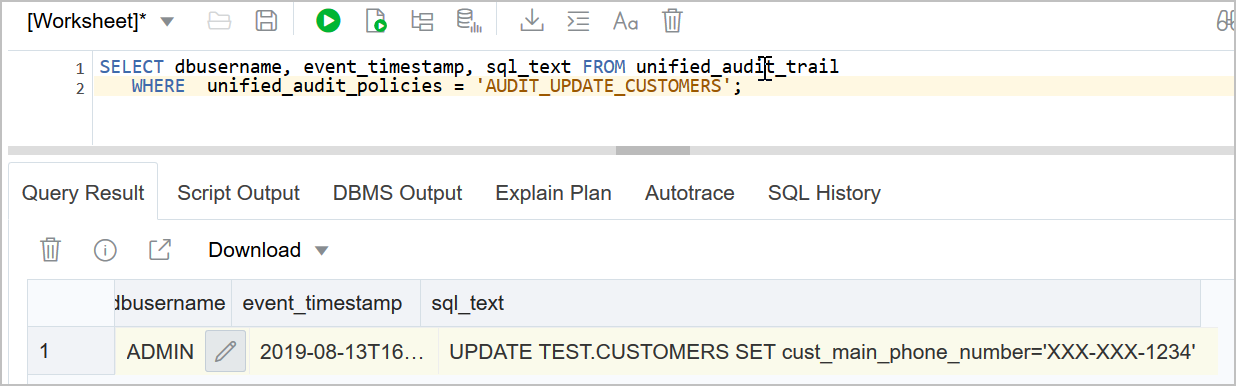 [Worksheet]*
Aa
1 SELECT dbusername, event_timestamp, sql_text FROM unified_audit_trail
2 WHERE unified_audit_policies = 'AUDIT_UPDATE_CUSTOMERS';
Query Result Script Output DBMS Output Explain Plan Autotrace SQL History
Download
dbusername event_timestamp sql_text
1 ADMIN 2019-08-13T16... UPDATE TEST.CUSTOMERS SET cust_main_phone_number='XXX-XXX-1234'